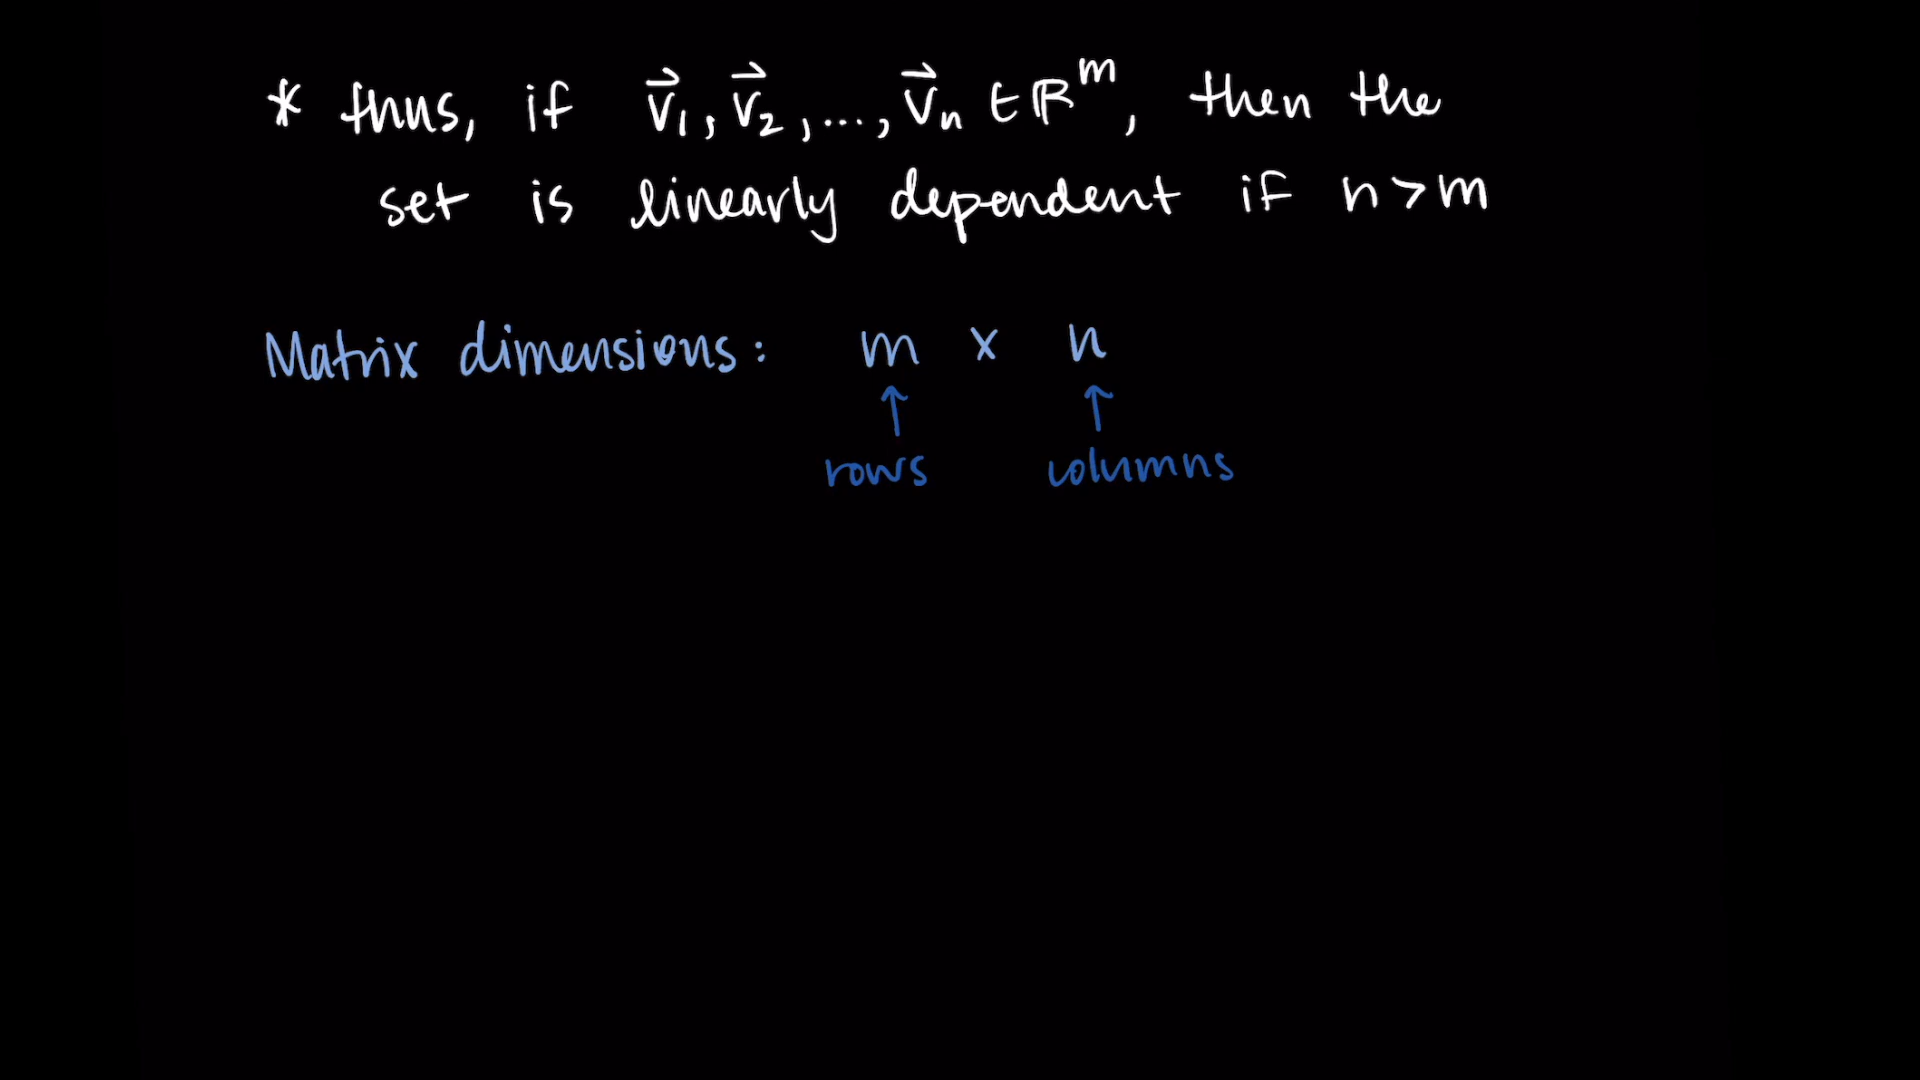 * thus, if v⃗₁, v⃗₂, ..., v⃗ₙ ∈ ℝᵐ, then the
set is linearly dependent if n > m
Matrix dimensions: m x n
↑ ↑
rows columns